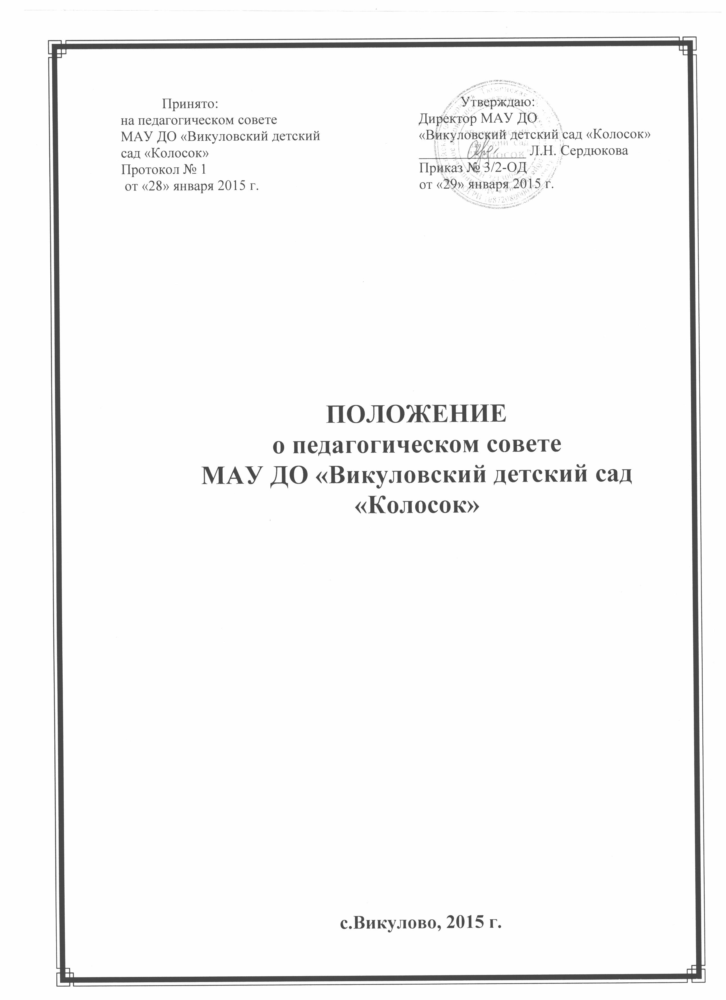 Принято:
на педагогическом совете
МАУ ДО «Викуловский детский
сад «Колосок»
Протокол № 1
от «28» января 2015 г.
Утверждаю:
Директор МАУ ДО
«Викуловский детский сад «Колосок»
_______________ Л.Н. Сердюкова
Приказ № 3/2-ОД
от «29» января 2015 г.
ПОЛОЖЕНИЕ
о педагогическом совете
МАУ ДО «Викуловский детский сад
«Колосок»
с.Викулово, 2015 г.